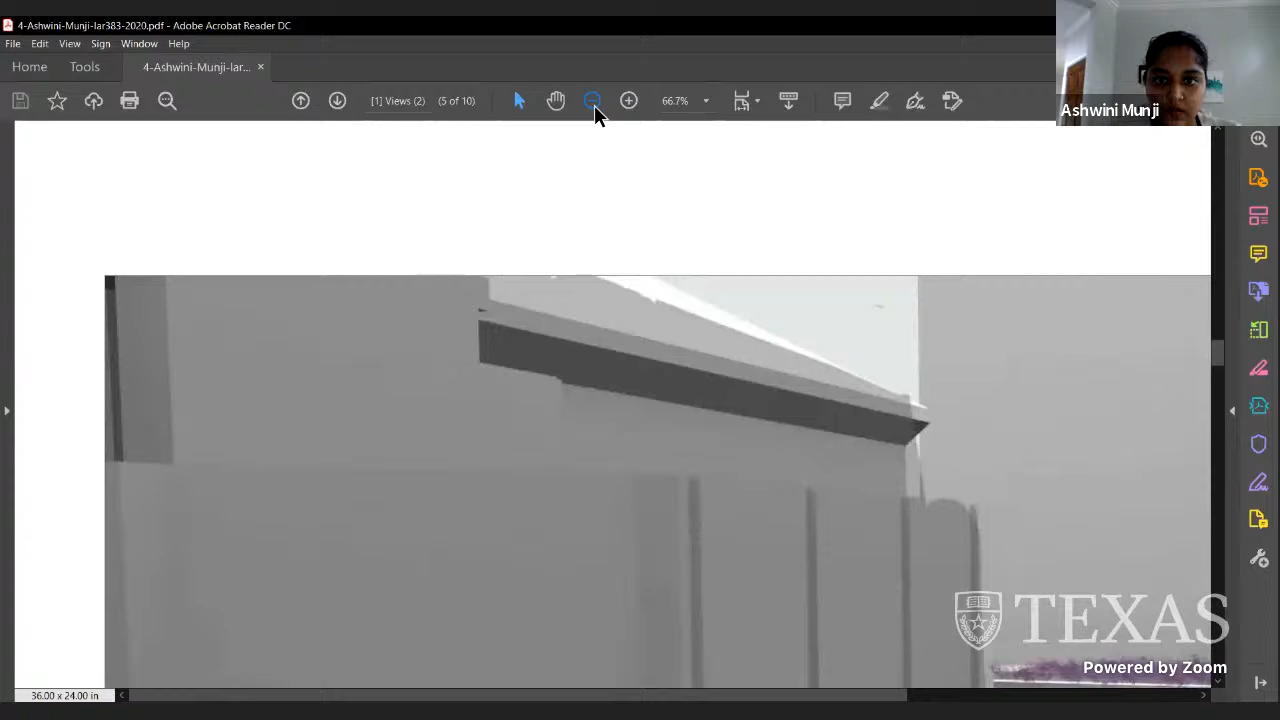 4-Ashwini-Munji-lar383-2020.pdf - Adobe Acrobat Reader DC
File Edit View Sign Window Help
Home Tools 4-Ashwini-Munji-lar... ×
[1] Views (2) (5 of 10) 66.7%
Ashwini Munji
TEXAS
Powered by Zoom
36.00 x 24.00 in